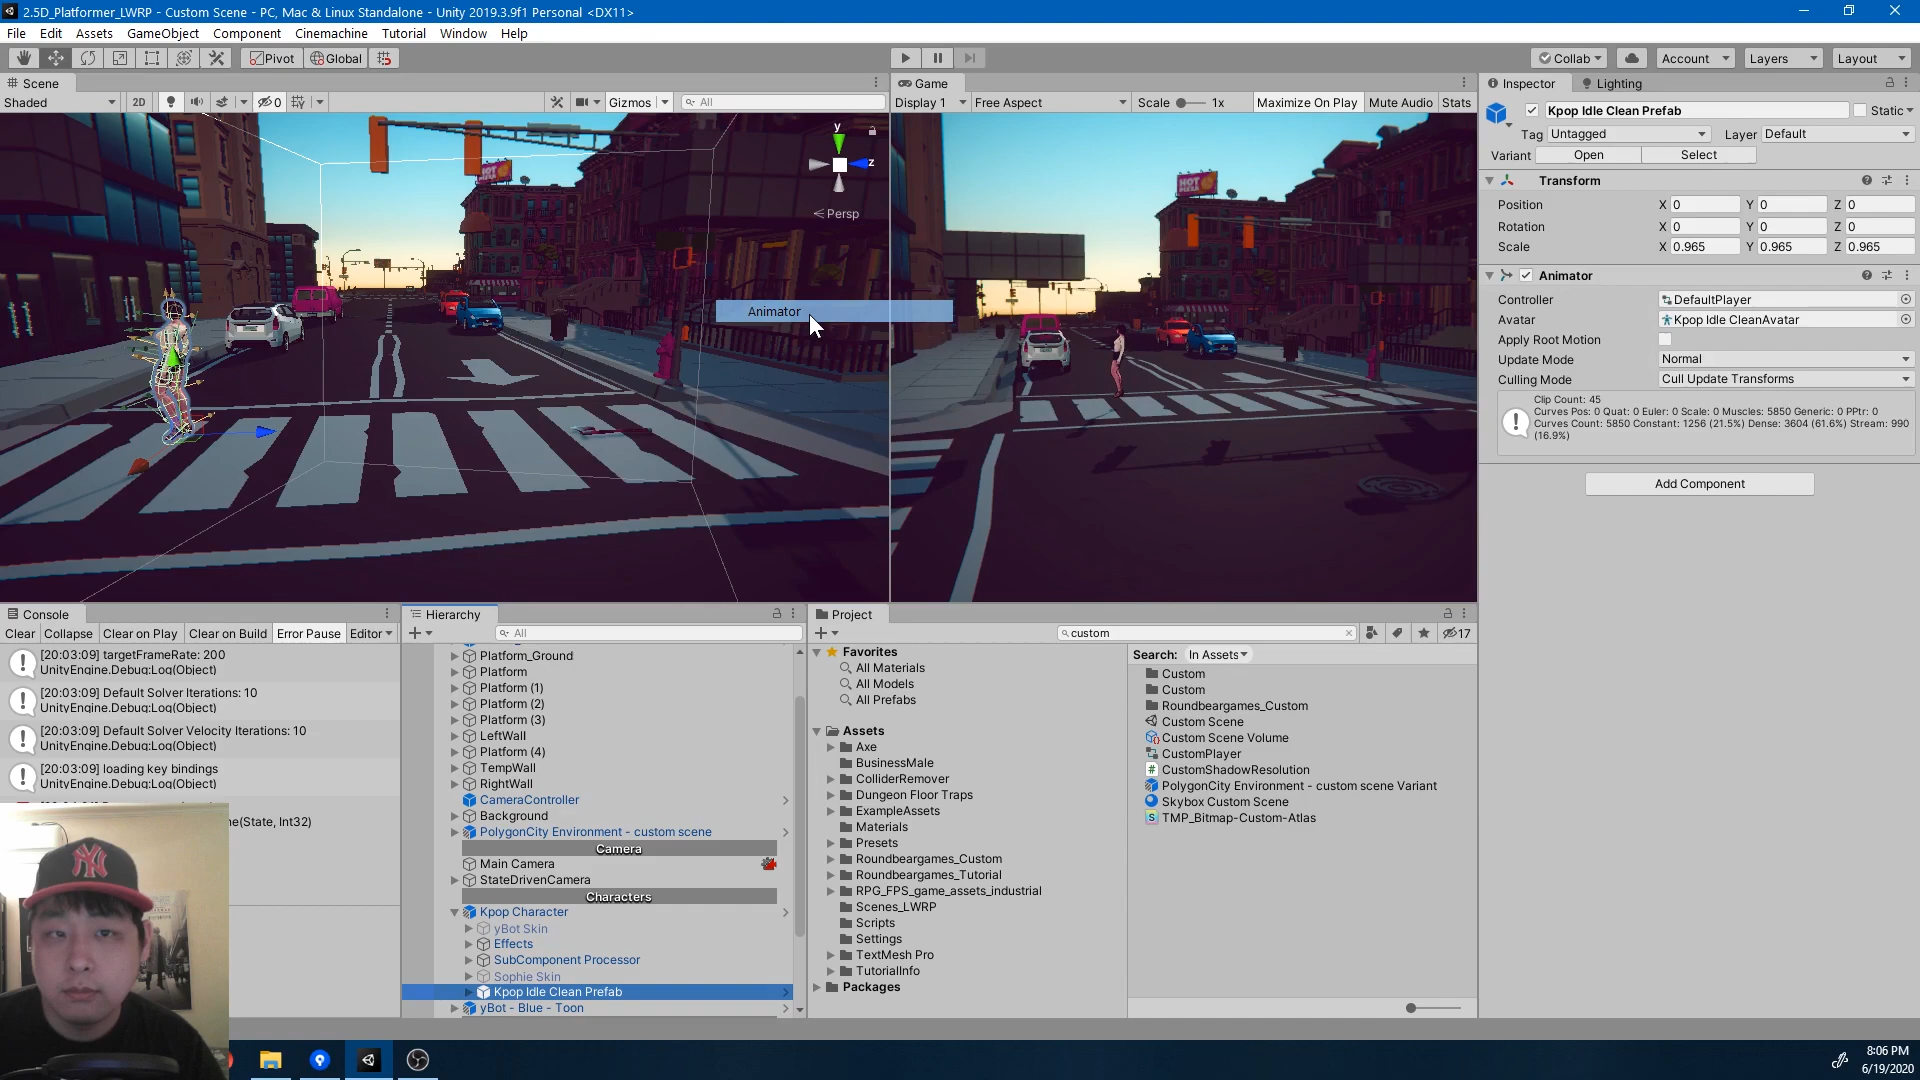 2.5D_Platformer_LWRP - Custom Scene - PC, Mac & Linux Standalone - Unity 2019.3.9f1 Personal <DX11>
File Edit Assets GameObject Component Cinemachine Tutorial Window Help
Pivot Global Collab Account Layers Layout
Scene
Shaded 2D 0 Gizmos All
y
z
Persp
HOT PIZZA
Animator
Game
Display 1 Free Aspect Scale 1x Maximize On Play Mute Audio Stats
HOT PIZZA
Inspector Lighting
Kpop Idle Clean Prefab Static
Tag Untagged Layer Default
Variant Open Select
Transform
Position X 0 Y 0 Z 0
Rotation X 0 Y 0 Z 0
Scale X 0.965 Y 0.965 Z 0.965
Animator
Controller DefaultPlayer
Avatar Kpop Idle CleanAvatar
Apply Root Motion
Update Mode Normal
Culling Mode Cull Update Transforms
Clip Count: 45
Curves Pos: 0 Quat: 0 Euler: 0 Scale: 0 Muscles: 5850 Generic: 0 PPtr: 0
Curves Count: 5850 Constant: 1256 (21.5%) Dense: 3604 (61.6%) Stream: 990
(16.9%)
Add Component
Console
Clear Collapse Clear on Play Clear on Build Error Pause Editor
[20:03:09] targetFrameRate: 200
UnityEngine.Debug:Log(Object)
[20:03:09] Default Solver Iterations: 10
UnityEngine.Debug:Log(Object)
[20:03:09] Default Solver Velocity Iterations: 10
UnityEngine.Debug:Log(Object)
[20:03:09] loading key bindings
UnityEngine.Debug:Log(Object)
e(State, Int32)
Hierarchy
All
Platform_Ground
Platform
Platform (1)
Platform (2)
Platform (3)
LeftWall
Platform (4)
TempWall
RightWall
CameraController
Background
PolygonCity Environment - custom scene
Camera
Main Camera
StateDrivenCamera
Characters
Kpop Character
yBot Skin
Effects
SubComponent Processor
Sophie Skin
Kpop Idle Clean Prefab
yBot - Blue - Toon
Project
custom 17
Favorites
All Materials
All Models
All Prefabs
Assets
Axe
BusinessMale
ColliderRemover
Dungeon Floor Traps
ExampleAssets
Materials
Presets
Roundbeargames_Custom
Roundbeargames_Tutorial
RPG_FPS_game_assets_industrial
Scenes_LWRP
Scripts
Settings
TextMesh Pro
TutorialInfo
Packages
Search: In Assets
Custom
Custom
Roundbeargames_Custom
Custom Scene
Custom Scene Volume
CustomPlayer
CustomShadowResolution
PolygonCity Environment - custom scene Variant
Skybox Custom Scene
TMP_Bitmap-Custom-Atlas
8:06 PM
6/19/2020